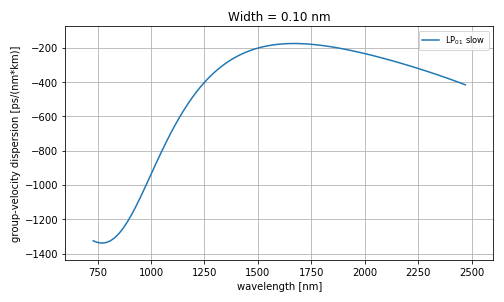 Width = 0.10 nm
LP₀₁ slow
group-velocity dispersion [ps/(nm*km)]
−200
−400
−600
−800
−1000
−1200
−1400
750 1000 1250 1500 1750 2000 2250 2500
wavelength [nm]